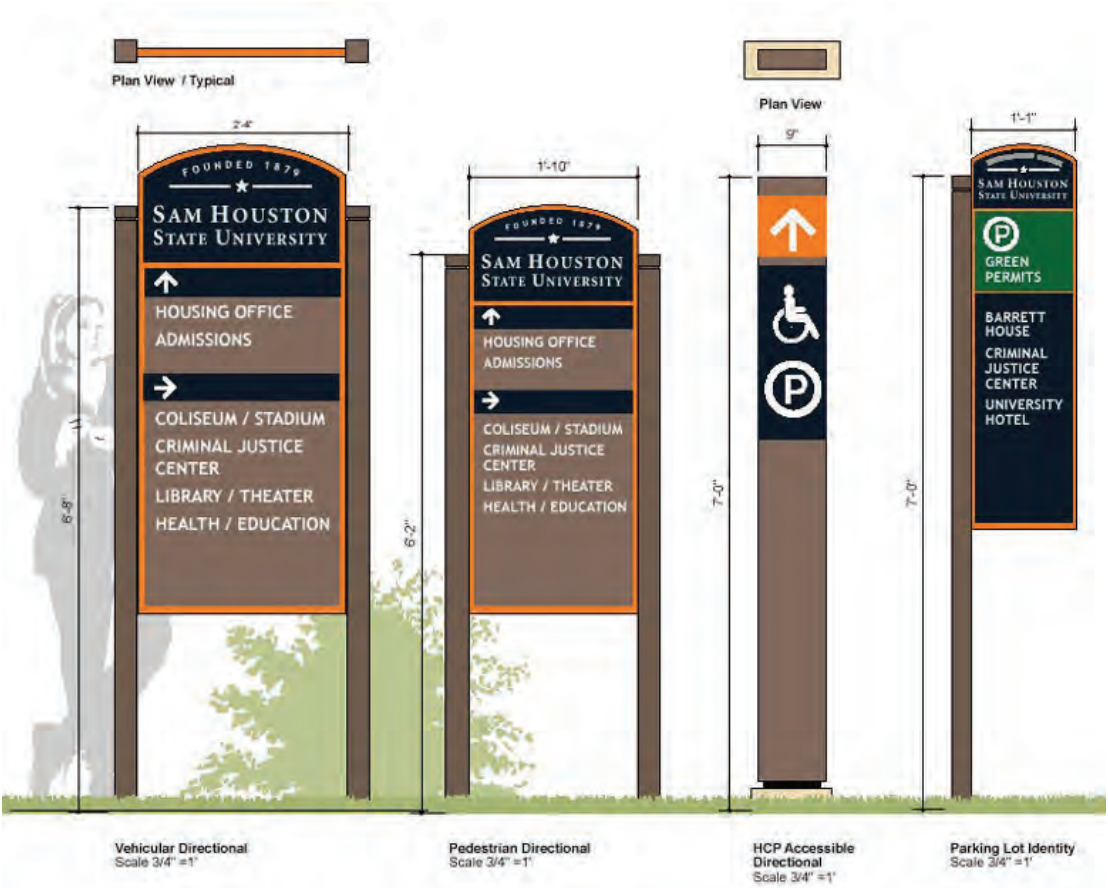 Plan View / Typical
2'-4"
FOUNDED 1879
SAM HOUSTON
STATE UNIVERSITY
HOUSING OFFICE
ADMISSIONS
COLISEUM / STADIUM
CRIMINAL JUSTICE
CENTER
LIBRARY / THEATER
HEALTH / EDUCATION
6'-8"
Vehicular Directional
Scale 3/4" =1'
1'-10"
FOUNDED 1879
SAM HOUSTON
STATE UNIVERSITY
HOUSING OFFICE
ADMISSIONS
COLISEUM / STADIUM
CRIMINAL JUSTICE
CENTER
LIBRARY / THEATER
HEALTH / EDUCATION
6'-2"
Pedestrian Directional
Scale 3/4" =1'
Plan View
9"
P
7'-0"
HCP Accessible
Directional
Scale 3/4" =1'
1'-1"
SAM HOUSTON
STATE UNIVERSITY
P
GREEN
PERMITS
BARRETT
HOUSE
CRIMINAL
JUSTICE
CENTER
UNIVERSITY
HOTEL
7'-0"
Parking Lot Identity
Scale 3/4" =1'